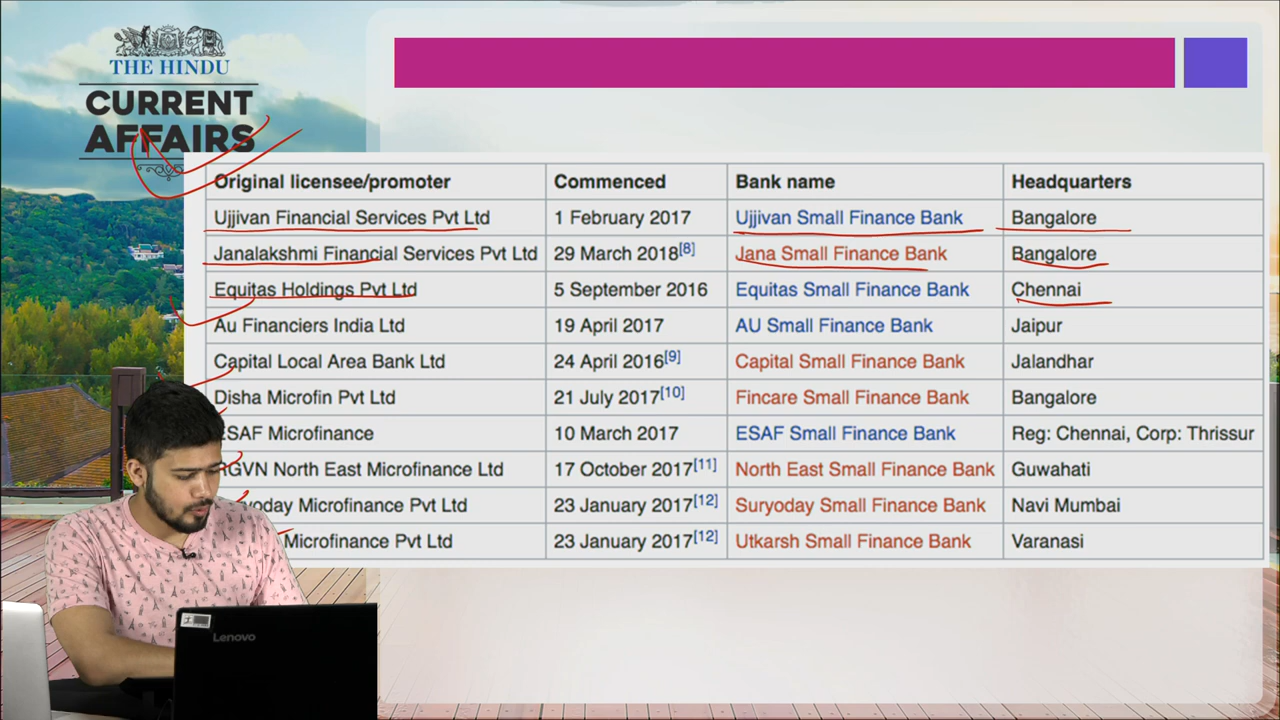 THE HINDU
CURRENT
AFFAIRS
Original licensee/promoter Commenced Bank name Headquarters
Ujjivan Financial Services Pvt Ltd 1 February 2017 Ujjivan Small Finance Bank Bangalore
Janalakshmi Financial Services Pvt Ltd 29 March 2018[8] Jana Small Finance Bank Bangalore
Equitas Holdings Pvt Ltd 5 September 2016 Equitas Small Finance Bank Chennai
Au Financiers India Ltd 19 April 2017 AU Small Finance Bank Jaipur
Capital Local Area Bank Ltd 24 April 2016[9] Capital Small Finance Bank Jalandhar
Disha Microfin Pvt Ltd 21 July 2017[10] Fincare Small Finance Bank Bangalore
ESAF Microfinance 10 March 2017 ESAF Small Finance Bank Reg: Chennai, Corp: Thrissur
RGVN North East Microfinance Ltd 17 October 2017[11] North East Small Finance Bank Guwahati
Microfinance Pvt Ltd 23 January 2017[12] Suryoday Small Finance Bank Navi Mumbai
Microfinance Pvt Ltd 23 January 2017[12] Utkarsh Small Finance Bank Varanasi
Lenovo